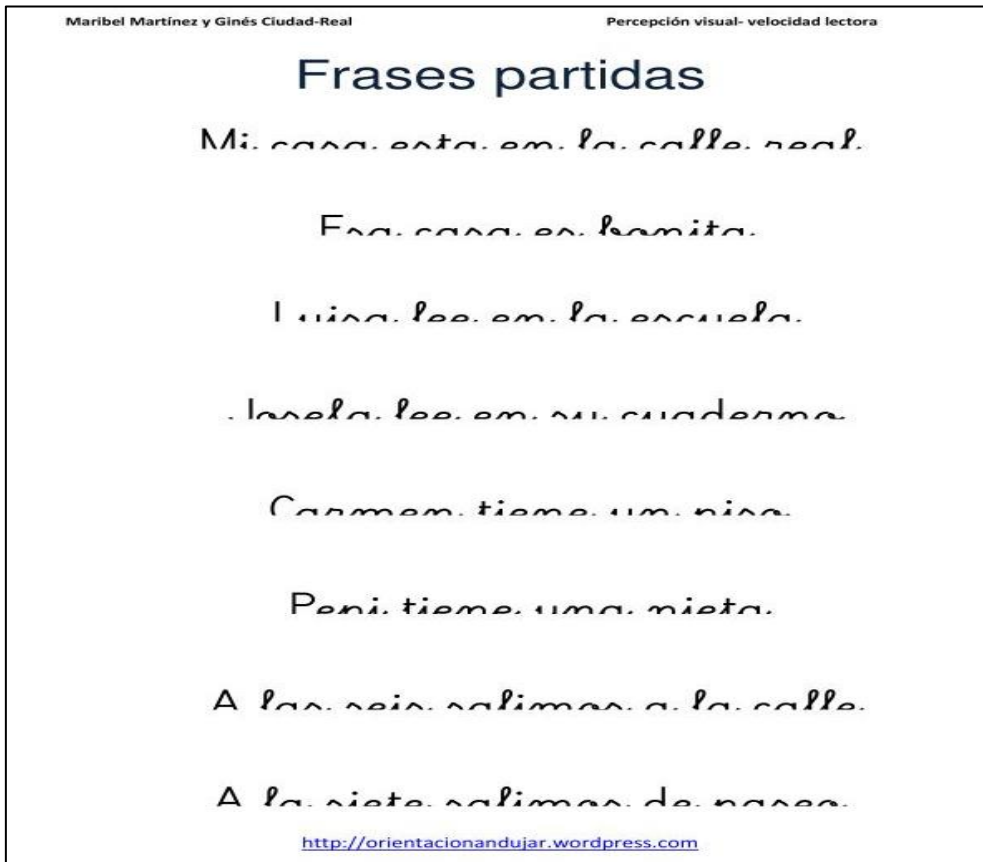 Maribel Martínez y Ginés Ciudad-Real Percepción visual- velocidad lectora
Frases partidas
Mi casa esta en la calle real.
Esa casa es bonita.
Luisa lee en la escuela.
Josefa lee en su cuaderno
Carmen tiene un piso.
Pepi tiene una nieta.
A las seis salimos a la calle.
A la siete salimos de paseo.
http://orientacionandujar.wordpress.com